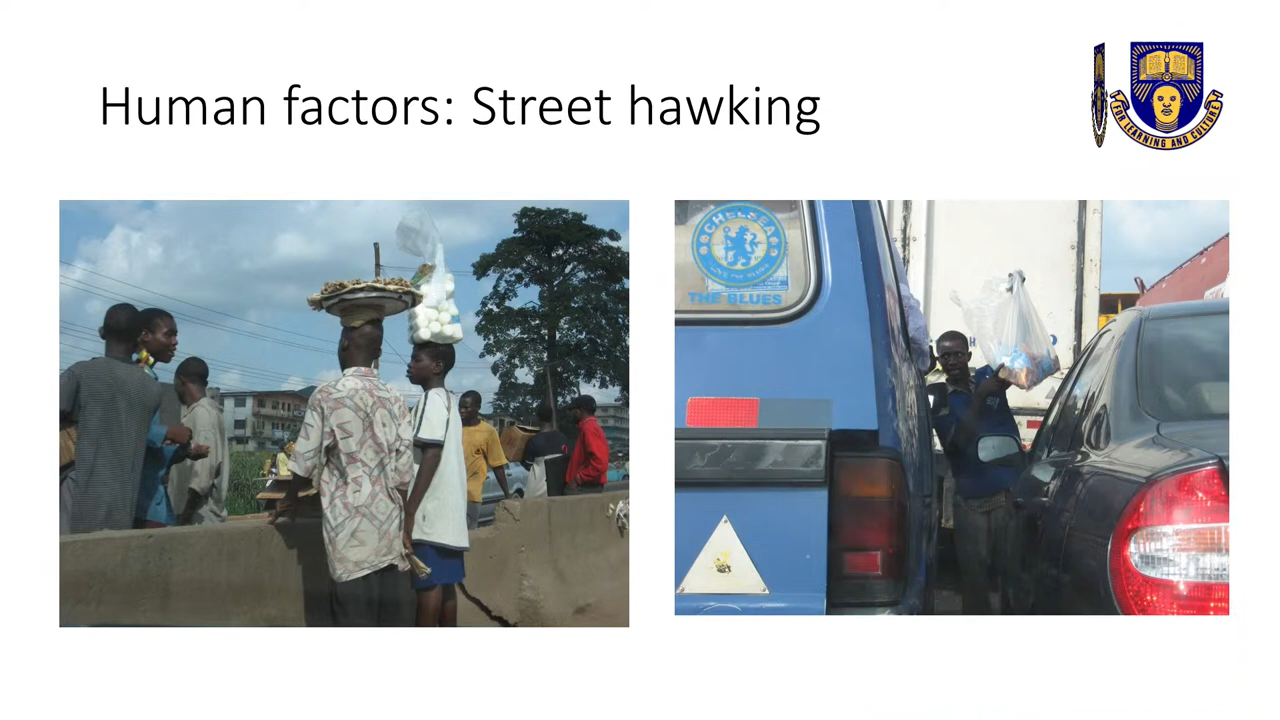 Human factors: Street hawking
FOR LEARNING AND CULTURE
CHELSEA
THE BLUES